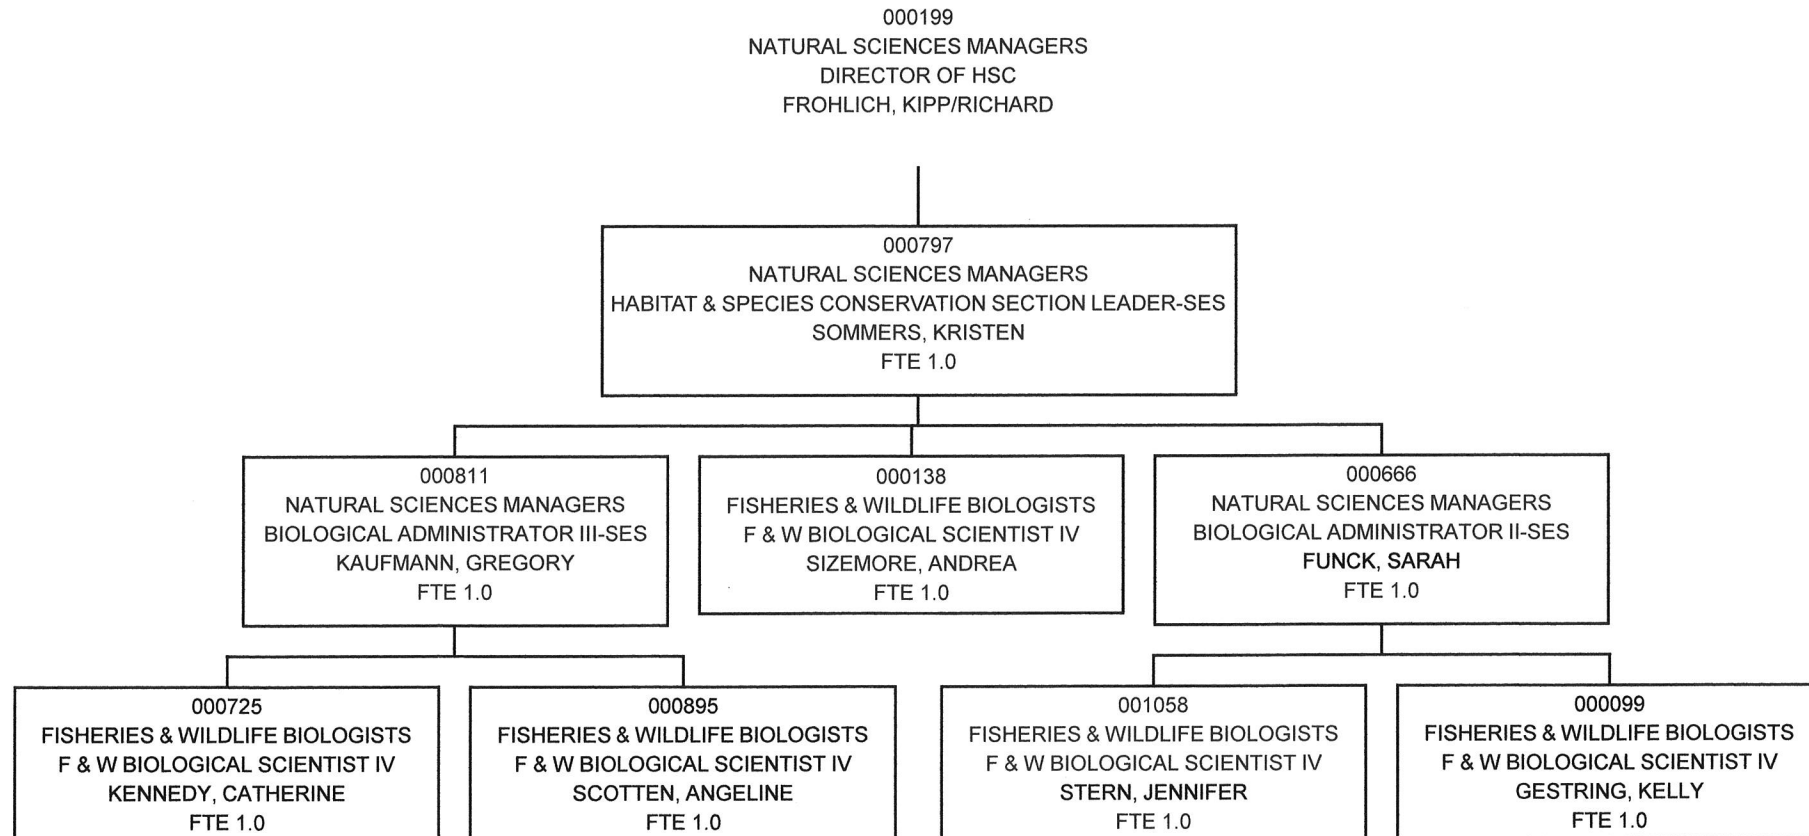 000199
NATURAL SCIENCES MANAGERS
DIRECTOR OF HSC
FROHLICH, KIPP/RICHARD
000797
NATURAL SCIENCES MANAGERS
HABITAT & SPECIES CONSERVATION SECTION LEADER-SES
SOMMERS, KRISTEN
FTE 1.0
000811
NATURAL SCIENCES MANAGERS
BIOLOGICAL ADMINISTRATOR III-SES
KAUFMANN, GREGORY
FTE 1.0
000138
FISHERIES & WILDLIFE BIOLOGISTS
F & W BIOLOGICAL SCIENTIST IV
SIZEMORE, ANDREA
FTE 1.0
000666
NATURAL SCIENCES MANAGERS
BIOLOGICAL ADMINISTRATOR II-SES
FUNCK, SARAH
FTE 1.0
000725
FISHERIES & WILDLIFE BIOLOGISTS
F & W BIOLOGICAL SCIENTIST IV
KENNEDY, CATHERINE
FTE 1.0
000895
FISHERIES & WILDLIFE BIOLOGISTS
F & W BIOLOGICAL SCIENTIST IV
SCOTTEN, ANGELINE
FTE 1.0
001058
FISHERIES & WILDLIFE BIOLOGISTS
F & W BIOLOGICAL SCIENTIST IV
STERN, JENNIFER
FTE 1.0
000099
FISHERIES & WILDLIFE BIOLOGISTS
F & W BIOLOGICAL SCIENTIST IV
GESTRING, KELLY
FTE 1.0